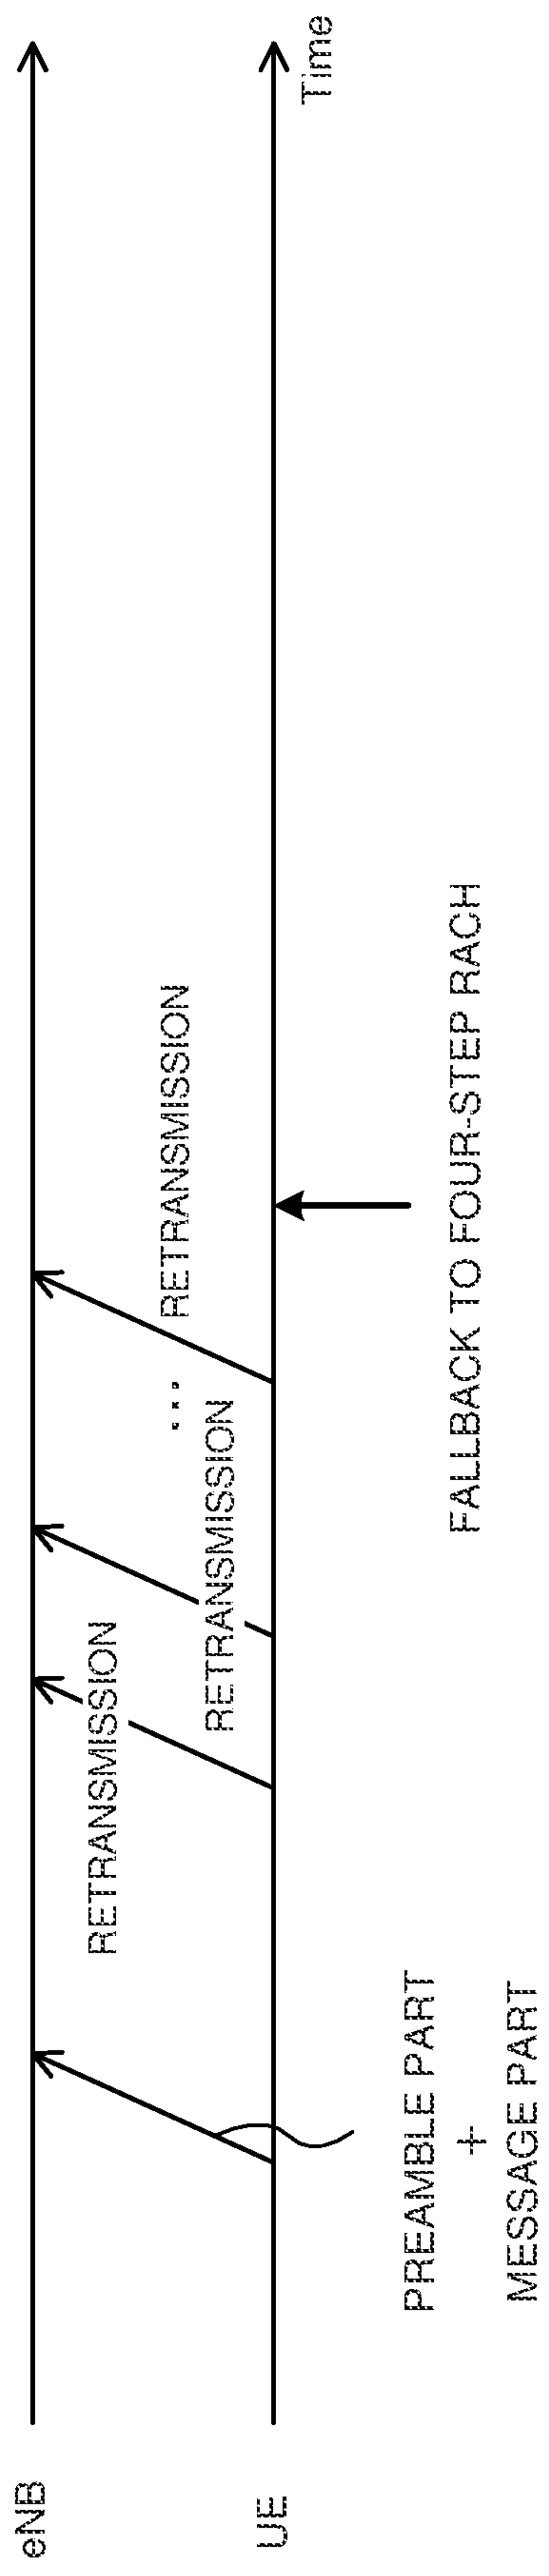 eNB
RETRANSMISSION
RETRANSMISSION
...
RETRANSMISSION
UE
Time
PREAMBLE PART
+
MESSAGE PART
FALLBACK TO FOUR-STEP RACH